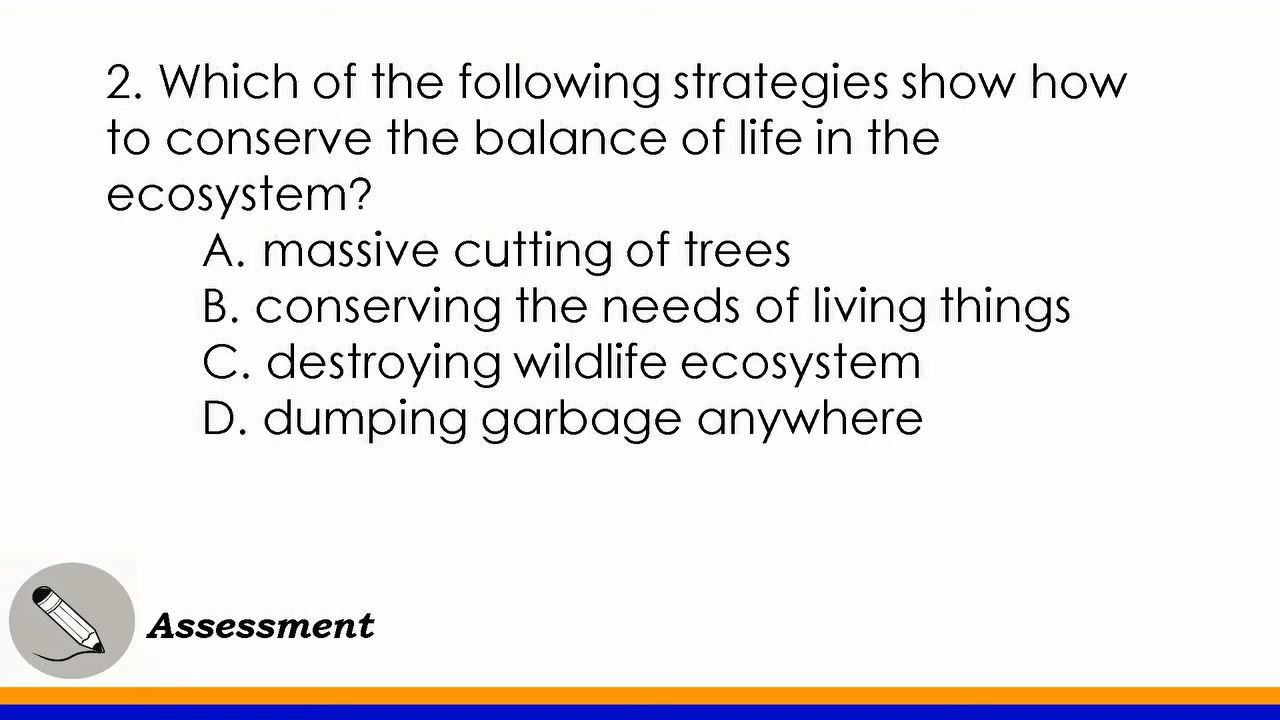 2. Which of the following strategies show how
to conserve the balance of life in the
ecosystem?
A. massive cutting of trees
B. conserving the needs of living things
C. destroying wildlife ecosystem
D. dumping garbage anywhere
Assessment